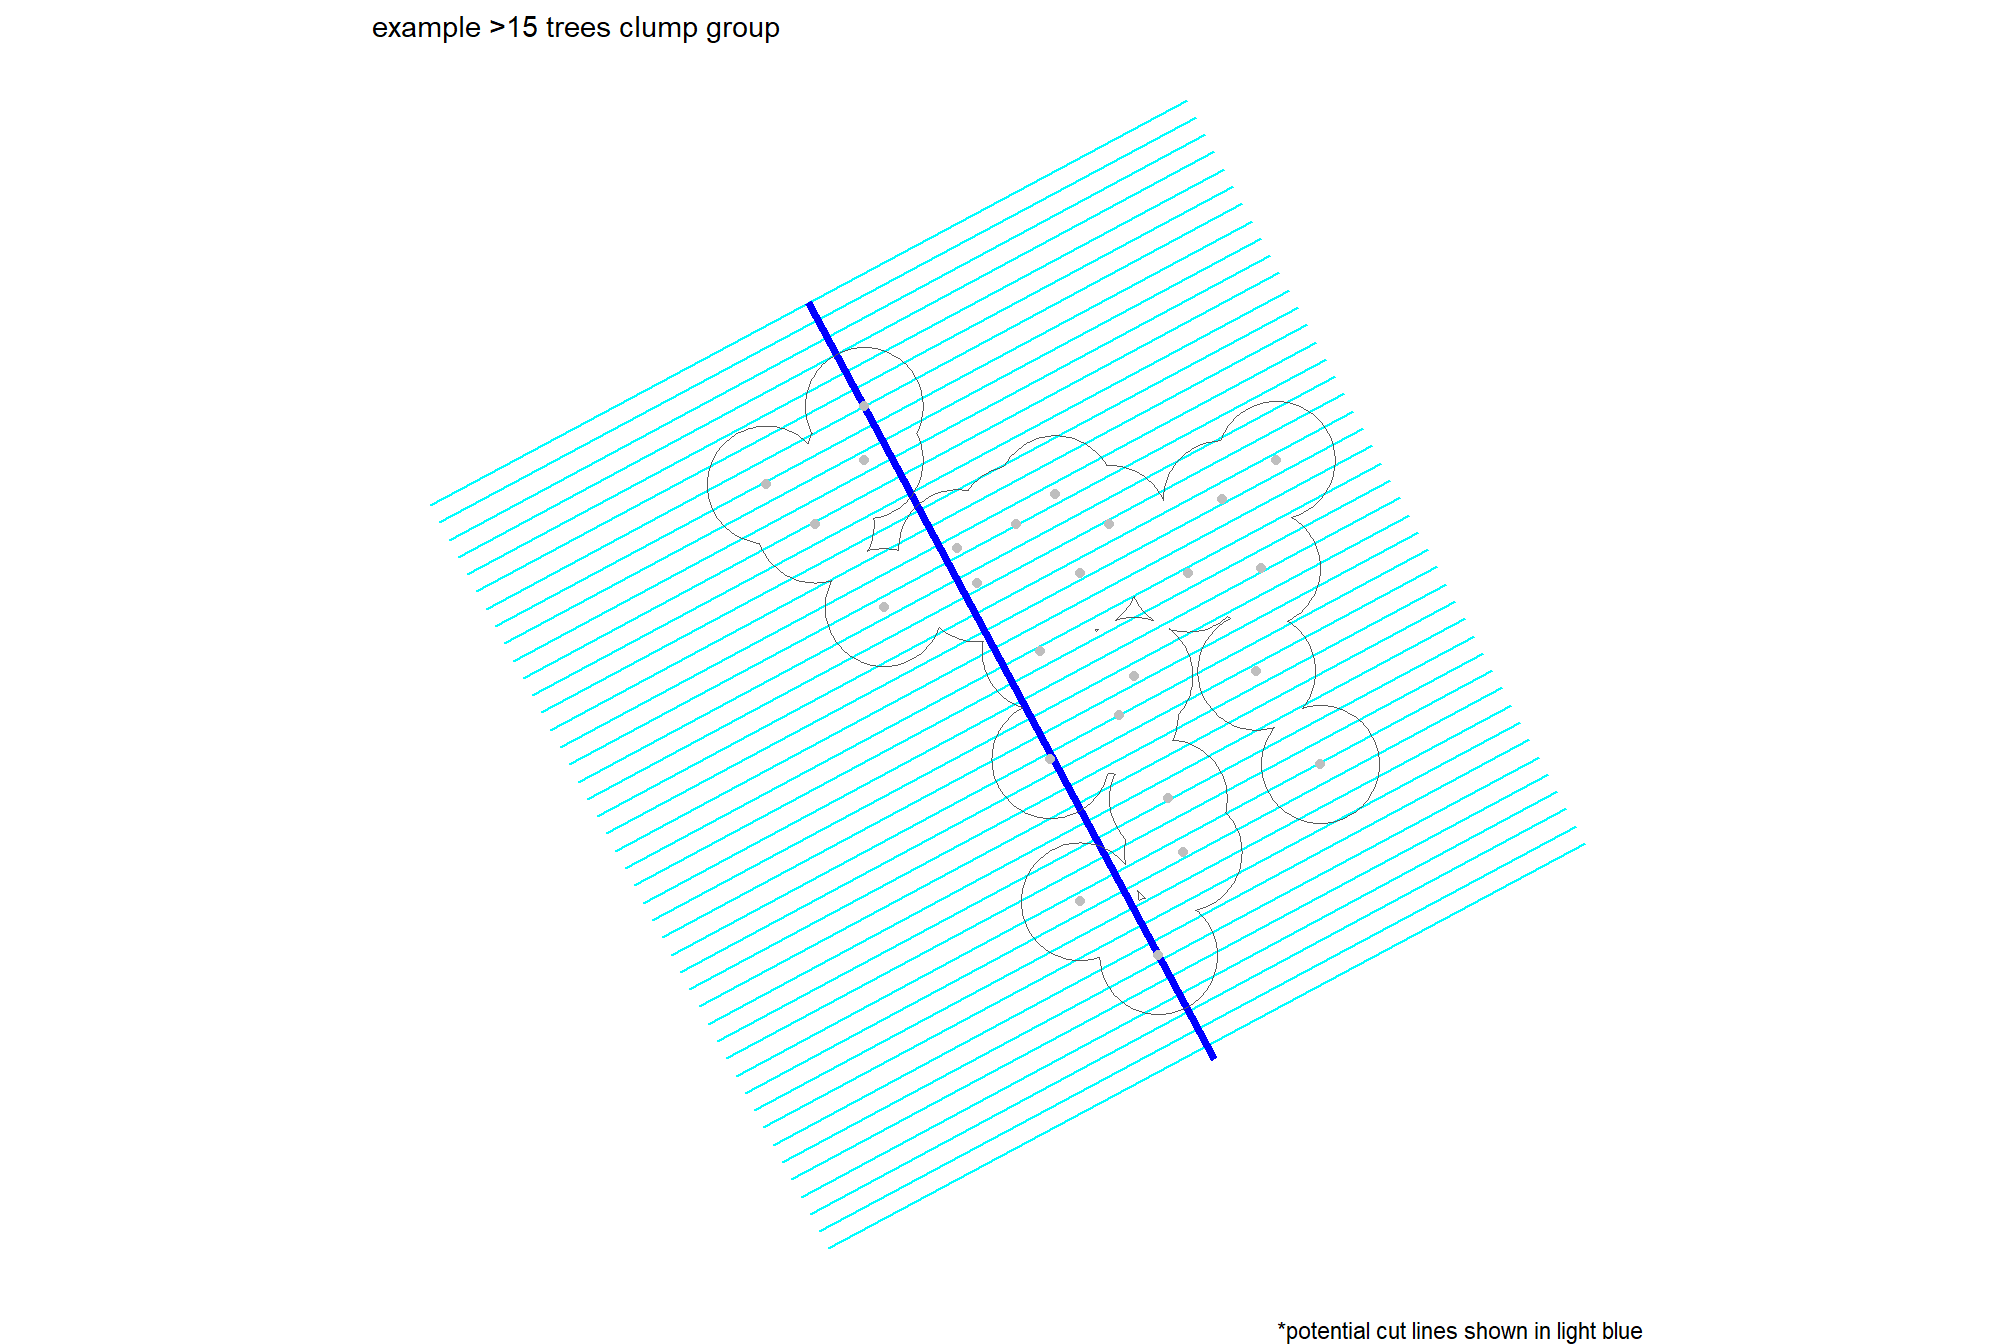 example >15 trees clump group
*potential cut lines shown in light blue